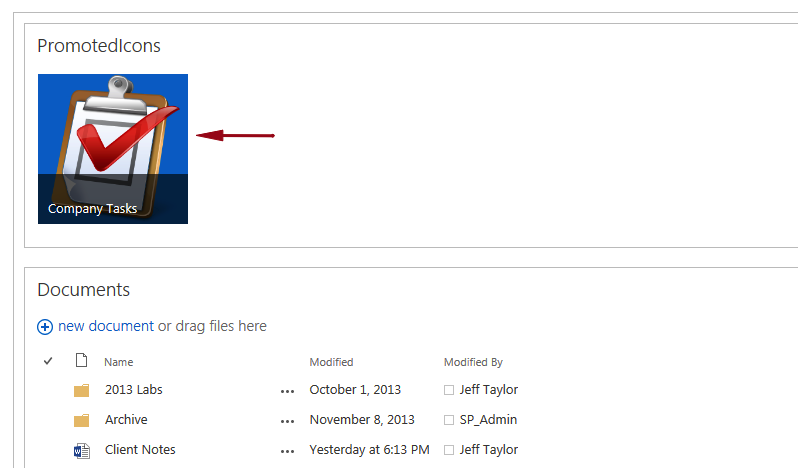 PromotedIcons
Company Tasks
Documents
new document or drag files here
Name Modified Modified By
2013 Labs ... October 1, 2013 Jeff Taylor
Archive ... November 8, 2013 SP_Admin
Client Notes ... Yesterday at 6:13 PM Jeff Taylor